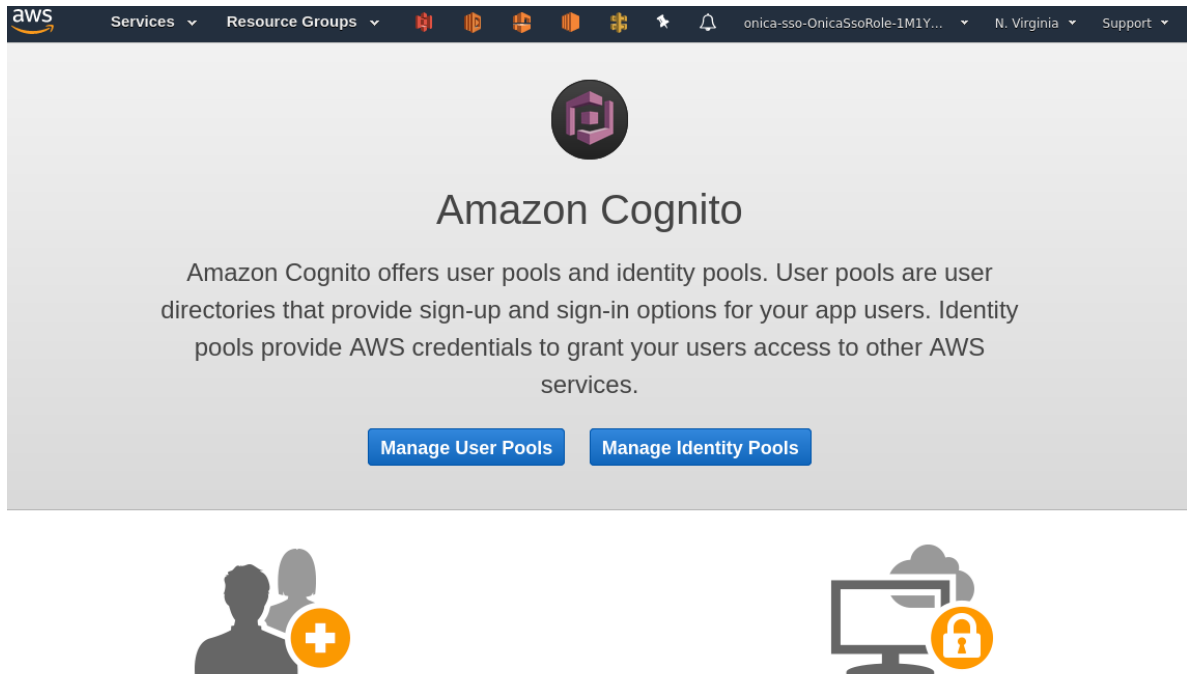 aws Services Resource Groups onica-sso-OnicaSsoRole-1M1Y... N. Virginia Support
Amazon Cognito
Amazon Cognito offers user pools and identity pools. User pools are user
directories that provide sign-up and sign-in options for your app users. Identity
pools provide AWS credentials to grant your users access to other AWS
services.
Manage User Pools Manage Identity Pools